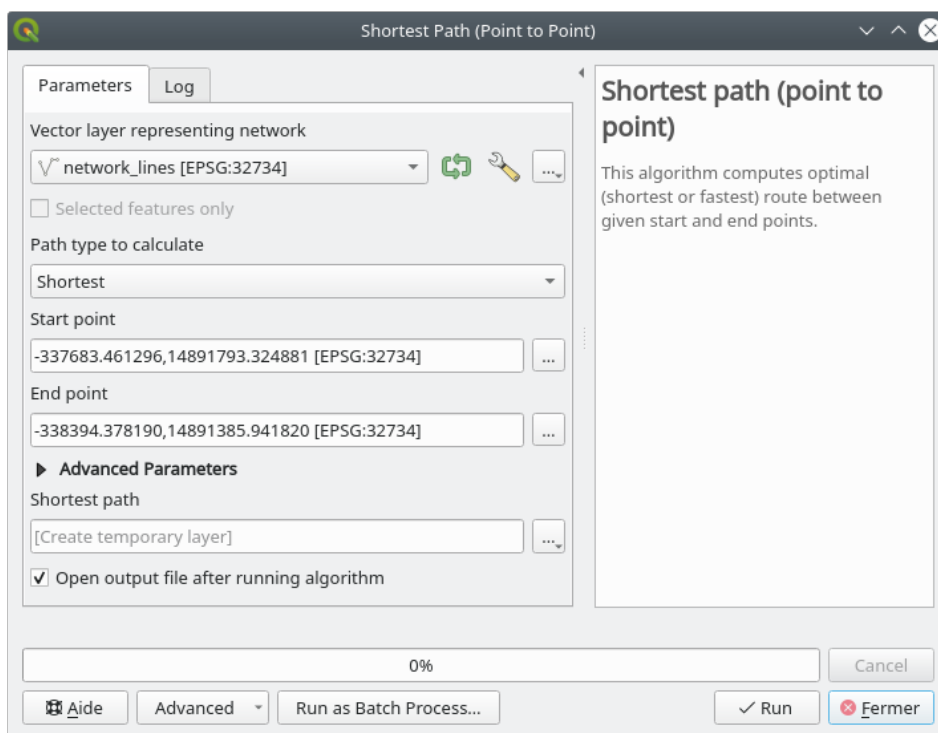 Shortest Path (Point to Point)
Parameters
Log
Vector layer representing network
network_lines [EPSG:32734]
...
Selected features only
Path type to calculate
Shortest
Start point
-337683.461296,14891793.324881 [EPSG:32734]
...
End point
-338394.378190,14891385.941820 [EPSG:32734]
...
Advanced Parameters
Shortest path
[Create temporary layer]
...
Open output file after running algorithm
Shortest path (point to
point)
This algorithm computes optimal
(shortest or fastest) route between
given start and end points.
0%
Cancel
Aide
Advanced
Run as Batch Process...
Run
Fermer